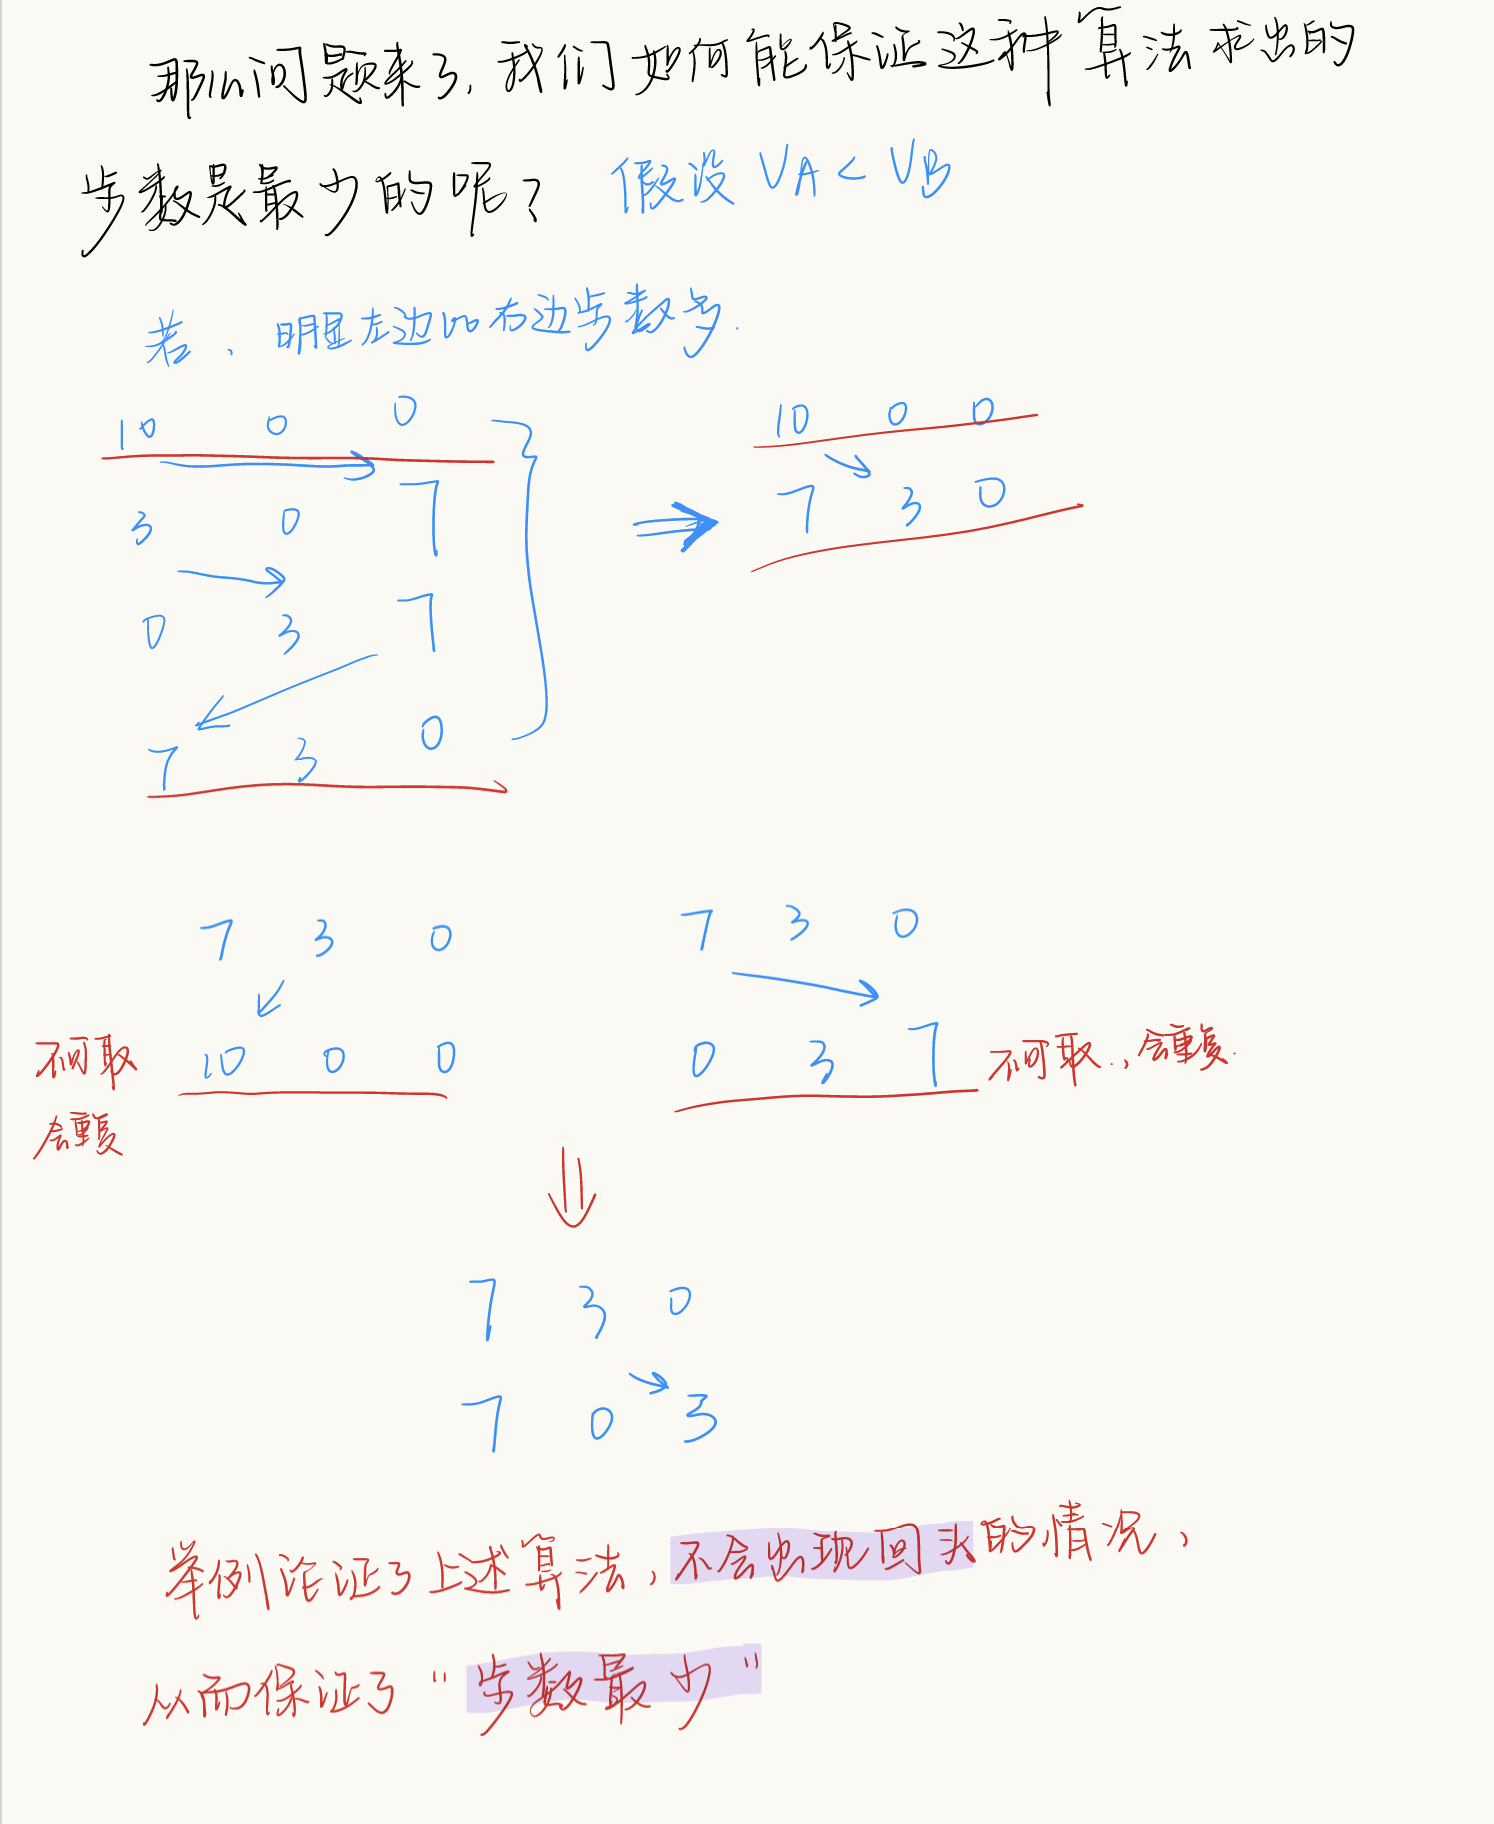 那么问题来了,我们如何能保证这种算法求出的
步数是最少的呢? 假设 VA < VB
若、明显左边比右边步数多.
10 0 0
3 0 7
0 3 7
7 3 0
10 0 0
7 3 0
7 3 0
10 0 0
不可取
会重复
7 3 0
0 3 7 不可取.,会重复.
7 3 0
7 0 3
举例论证了上述算法,不会出现回头的情况,
从而保证了“步数最少”